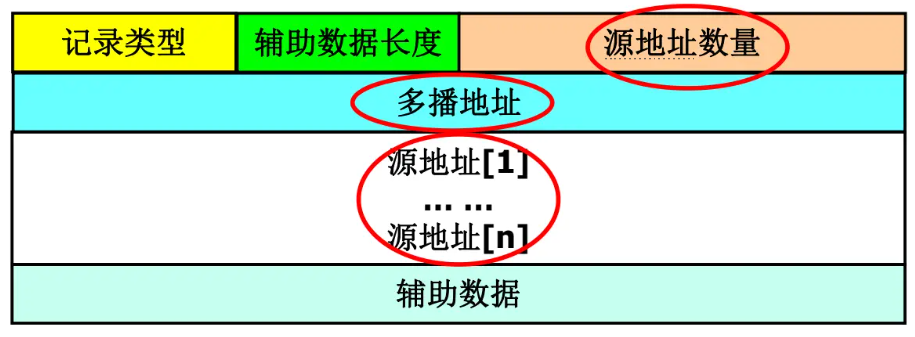 记录类型 辅助数据长度 源地址数量
多播地址
源地址[1]
... ...
源地址[n]
辅助数据